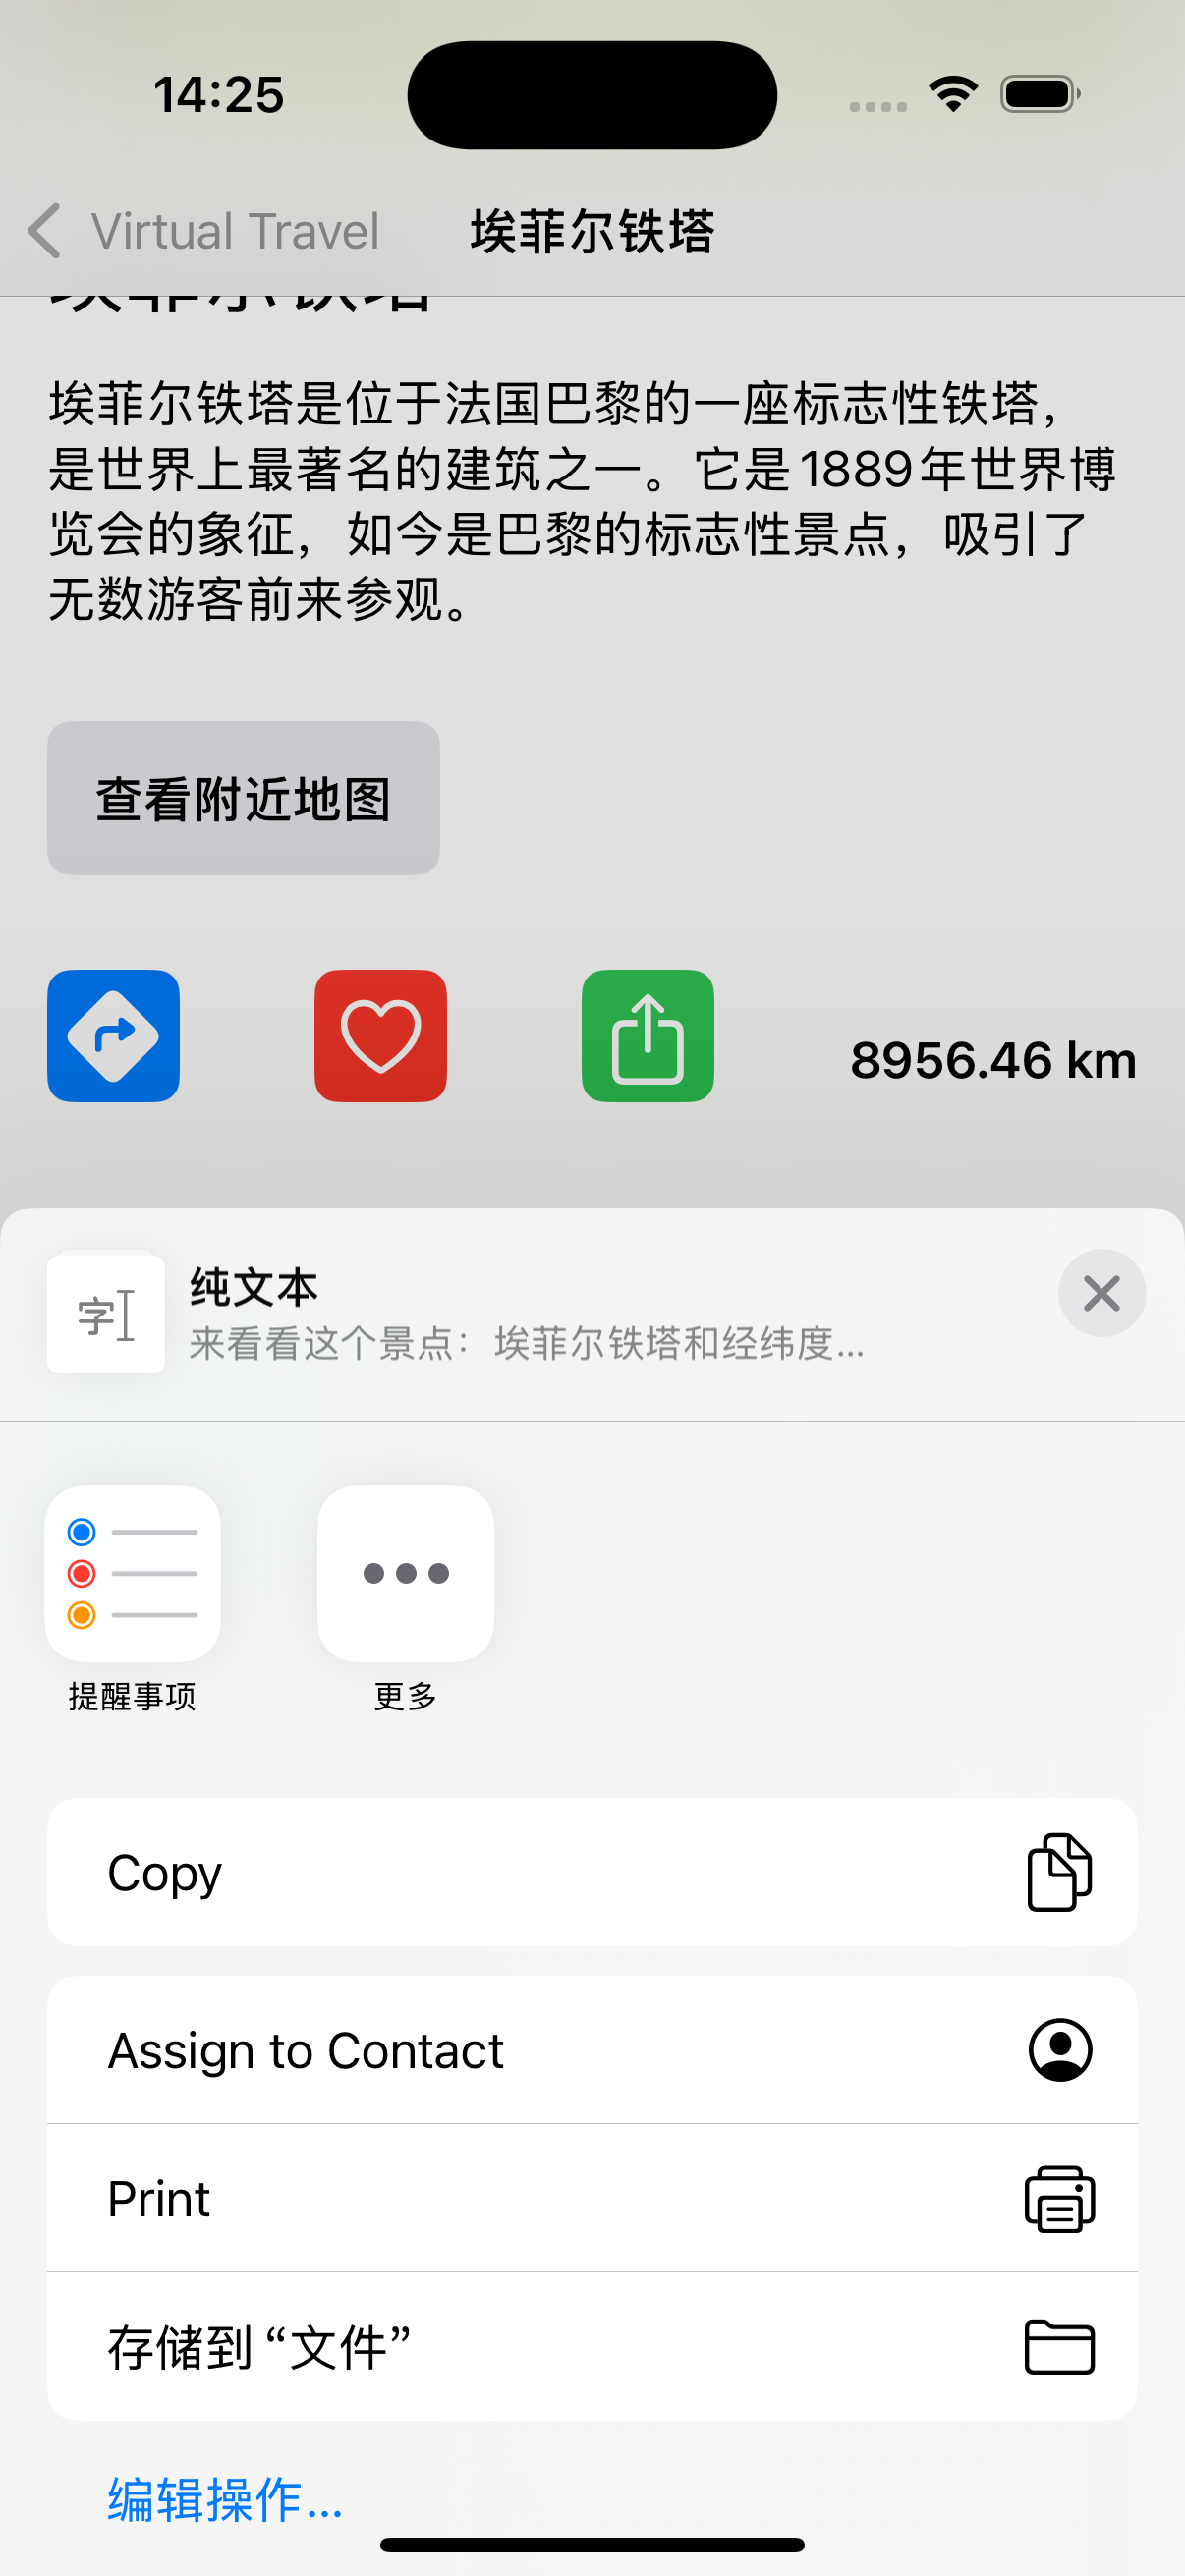 14:25
Virtual Travel
埃菲尔铁塔
埃菲尔铁塔
埃菲尔铁塔是位于法国巴黎的一座标志性铁塔，
是世界上最著名的建筑之一。它是1889年世界博
览会的象征，如今是巴黎的标志性景点，吸引了
无数游客前来参观。
查看附近地图
8956.46 km
字
纯文本
来看看这个景点：埃菲尔铁塔和经纬度...
提醒事项
更多
Copy
Assign to Contact
Print
存储到“文件”
编辑操作...